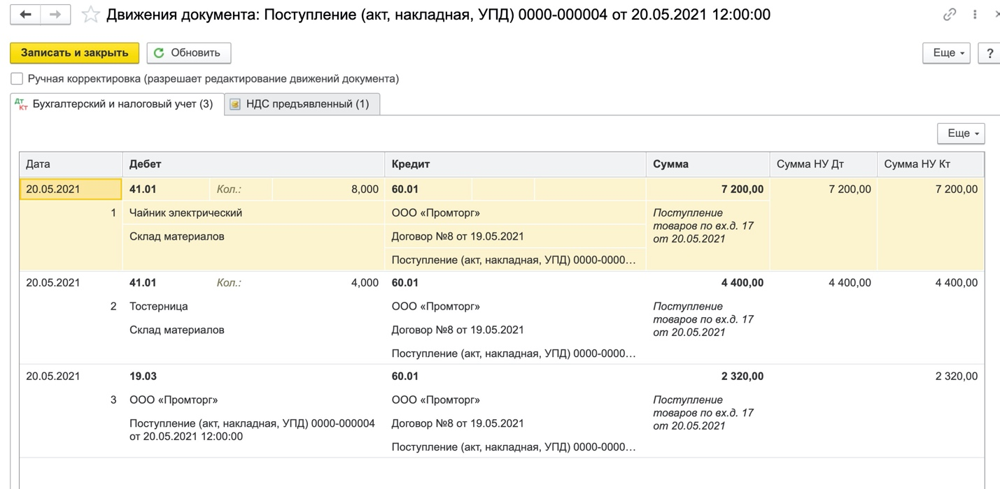 Движения документа: Поступление (акт, накладная, УПД) 0000-000004 от 20.05.2021 12:00:00
Записать и закрыть Обновить Еще ?
Ручная корректировка (разрешает редактирование движений документа)
Дт Кт Бухгалтерский и налоговый учет (3) НДС предъявленный (1)
Еще
Дата Дебет Кредит Сумма Сумма НУ Дт Сумма НУ Кт
20.05.2021 41.01 Кол.: 8,000 60.01 7 200,00 7 200,00 7 200,00
1 Чайник электрический ООО «Промторг» Поступление
товаров по вх.д. 17
Склад материалов Договор №8 от 19.05.2021 от 20.05.2021
Поступление (акт, накладная, УПД) 0000-0000...
20.05.2021 41.01 Кол.: 4,000 60.01 4 400,00 4 400,00 4 400,00
2 Тостерница ООО «Промторг» Поступление
товаров по вх.д. 17
Склад материалов Договор №8 от 19.05.2021 от 20.05.2021
Поступление (акт, накладная, УПД) 0000-0000...
20.05.2021 19.03 60.01 2 320,00 2 320,00
3 ООО «Промторг» ООО «Промторг» Поступление
товаров по вх.д. 17
Поступление (акт, накладная, УПД) 0000-000004 Договор №8 от 19.05.2021 от 20.05.2021
от 20.05.2021 12:00:00
Поступление (акт, накладная, УПД) 0000-0000...